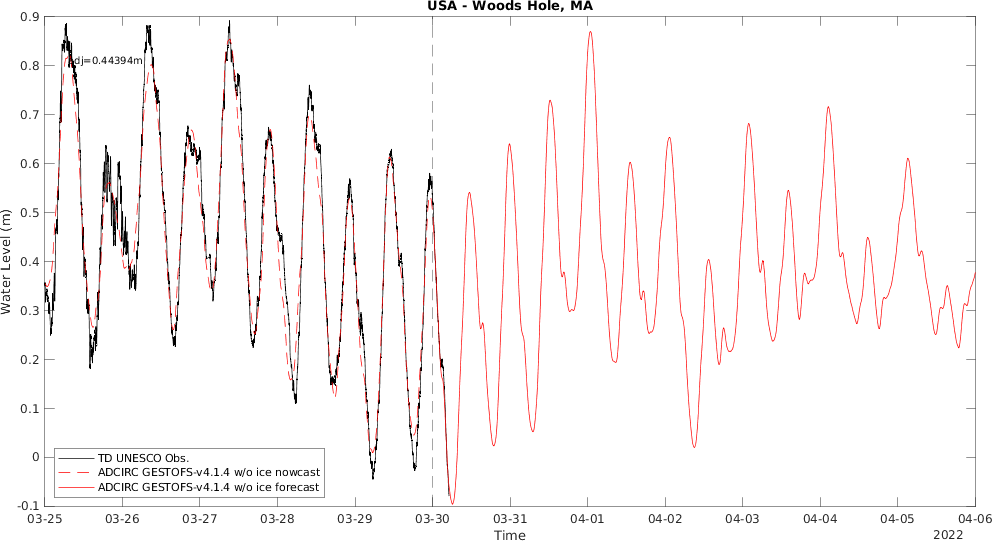 USA - Woods Hole, MA
0.9
0.8
0.7
0.6
0.5
0.4
0.3
0.2
0.1
0
-0.1
Water Level (m)
dj=0.44394m
TD UNESCO Obs.
ADCIRC GESTOFS-v4.1.4 w/o ice nowcast
ADCIRC GESTOFS-v4.1.4 w/o ice forecast
03-25 03-26 03-27 03-28 03-29 03-30 03-31 04-01 04-02 04-03 04-04 04-05 04-06
Time
2022